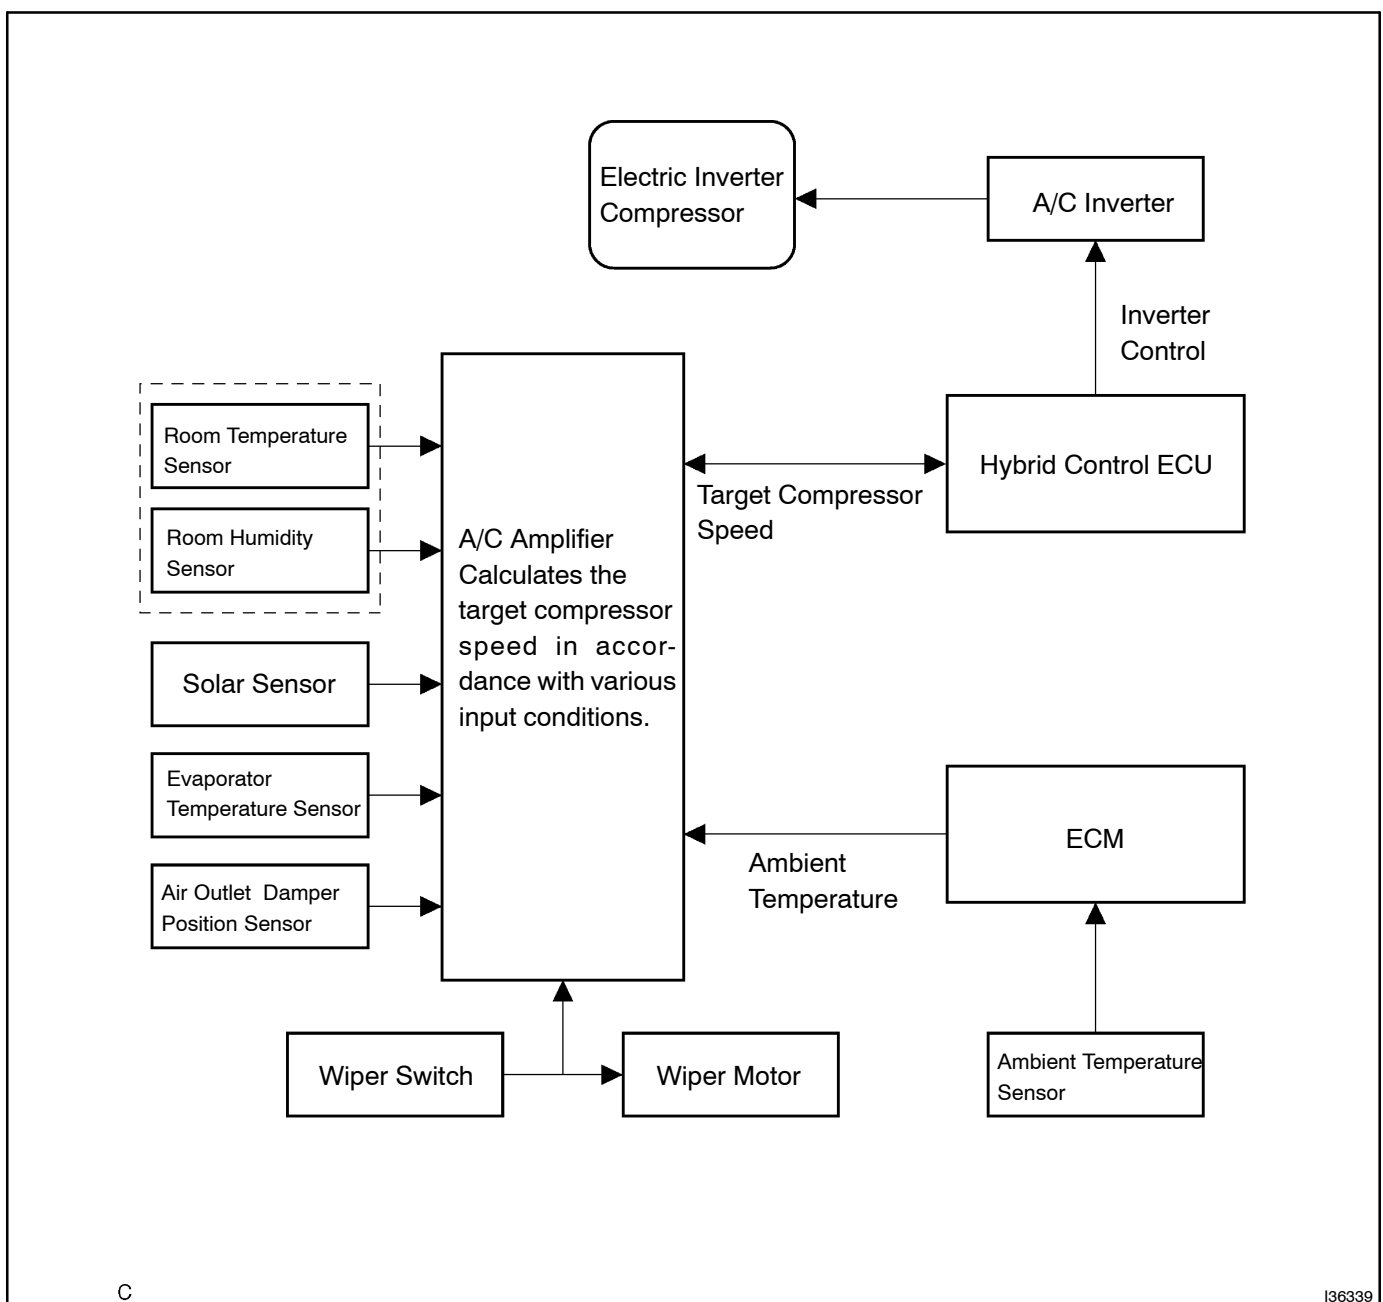 Electric Inverter
Compressor
A/C Inverter
Inverter
Control
Room Temperature
Sensor
Hybrid Control ECU
Target Compressor
Speed
Room Humidity
Sensor
A/C Amplifier
Calculates the
target compressor
speed in accor-
dance with various
input conditions.
Solar Sensor
Evaporator
Temperature Sensor
ECM
Ambient
Temperature
Air Outlet Damper
Position Sensor
Wiper Switch
Wiper Motor
Ambient Temperature
Sensor
C
I36339